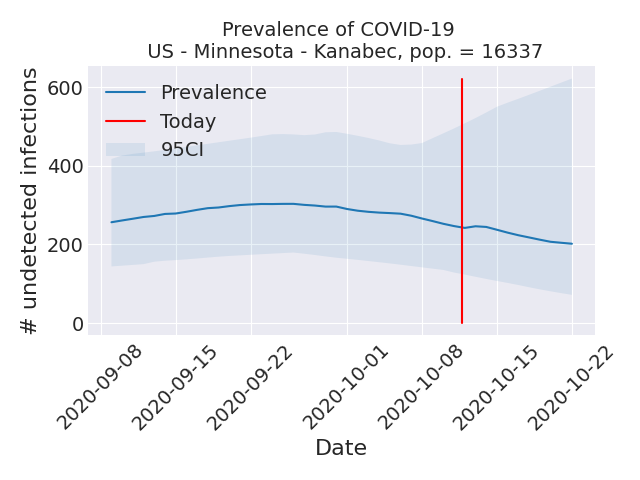 Prevalence of COVID-19
US - Minnesota - Kanabec, pop. = 16337
# undetected infections
600
400
200
0
Prevalence
Today
95CI
2020-09-08
2020-09-15
2020-09-22
2020-10-01
2020-10-08
2020-10-15
2020-10-22
Date